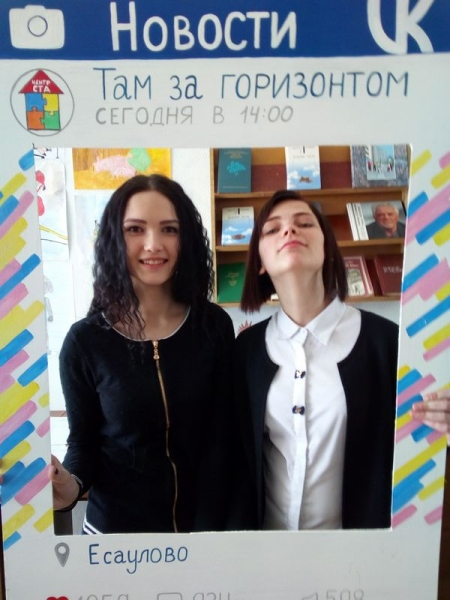 Новости
ЦЕНТР
СТА
Там за горизонтом
СЕГОДНЯ В 14:00
Есаулово